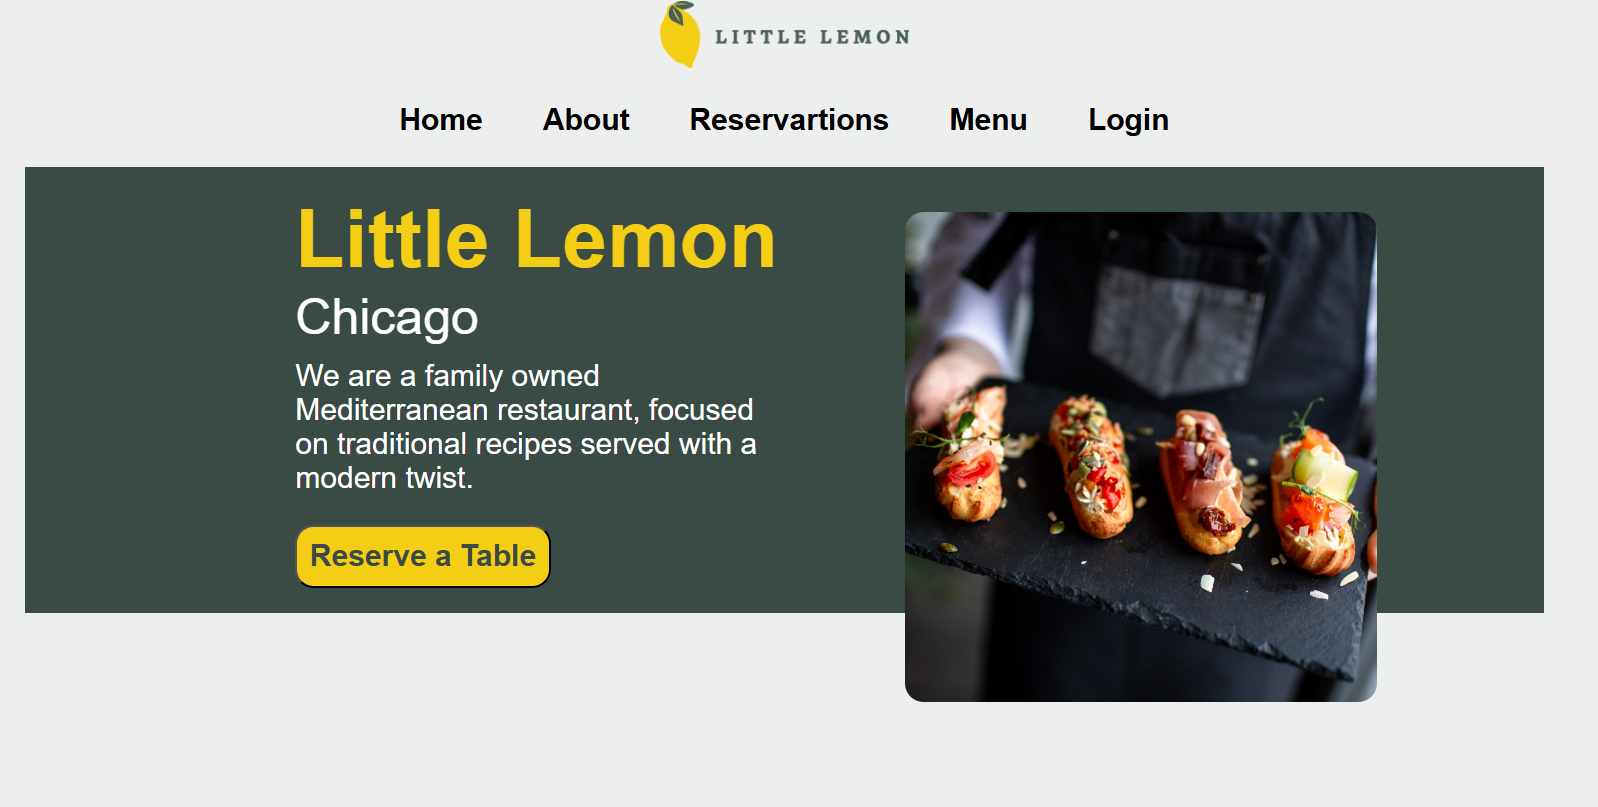 LITTLE LEMON
Home About Reservartions Menu Login
Little Lemon
Chicago
We are a family owned
Mediterranean restaurant, focused
on traditional recipes served with a
modern twist.
Reserve a Table